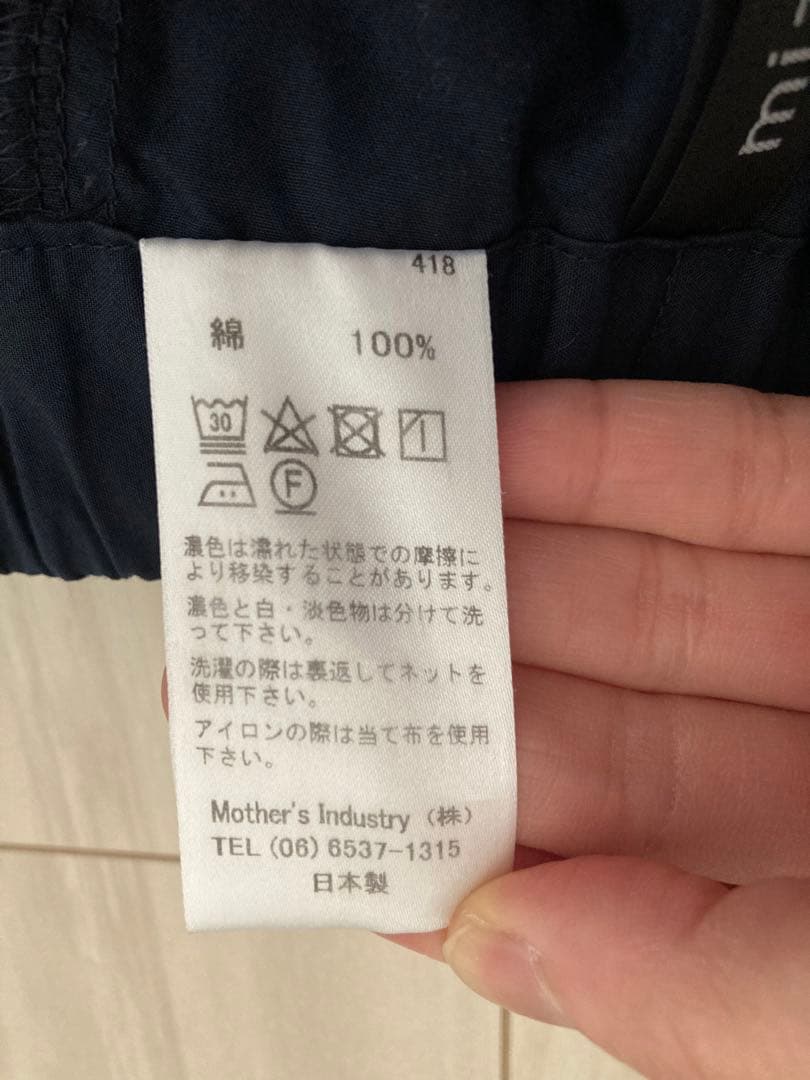 418
綿 100%
30
F
濃色は濡れた状態での摩擦に
より移染することがあります。
濃色と白・淡色物は分けて洗
って下さい。
洗濯の際は裏返してネットを
使用下さい。
アイロンの際は当て布を使用
下さい。
Mother's Industry (株)
TEL (06) 6537-1315
日本製